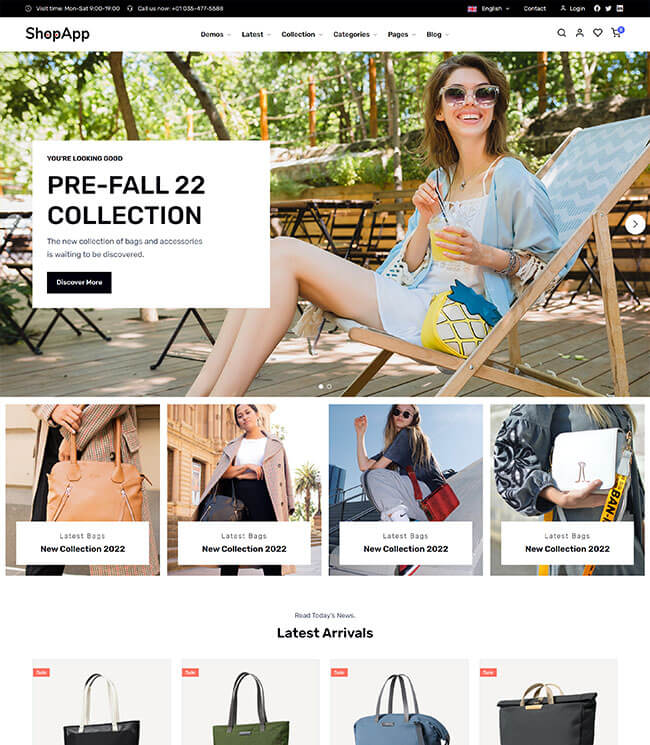 Visit time: Mon-Sat 9:00-19:00 Call us now: +01 035-477-5588 English Contact Login
ShopApp Demos Latest Collection Categories Pages Blog 0
YOU'RE LOOKING GOOD
PRE-FALL 22
COLLECTION
The new collection of bags and accessories
is waiting to be discovered.
Discover More
Latest Bags
New Collection 2022
Latest Bags
New Collection 2022
Latest Bags
New Collection 2022
Latest Bags
New Collection 2022
Read Today's News.
Latest Arrivals
Sale
Sale
Sale
Sale